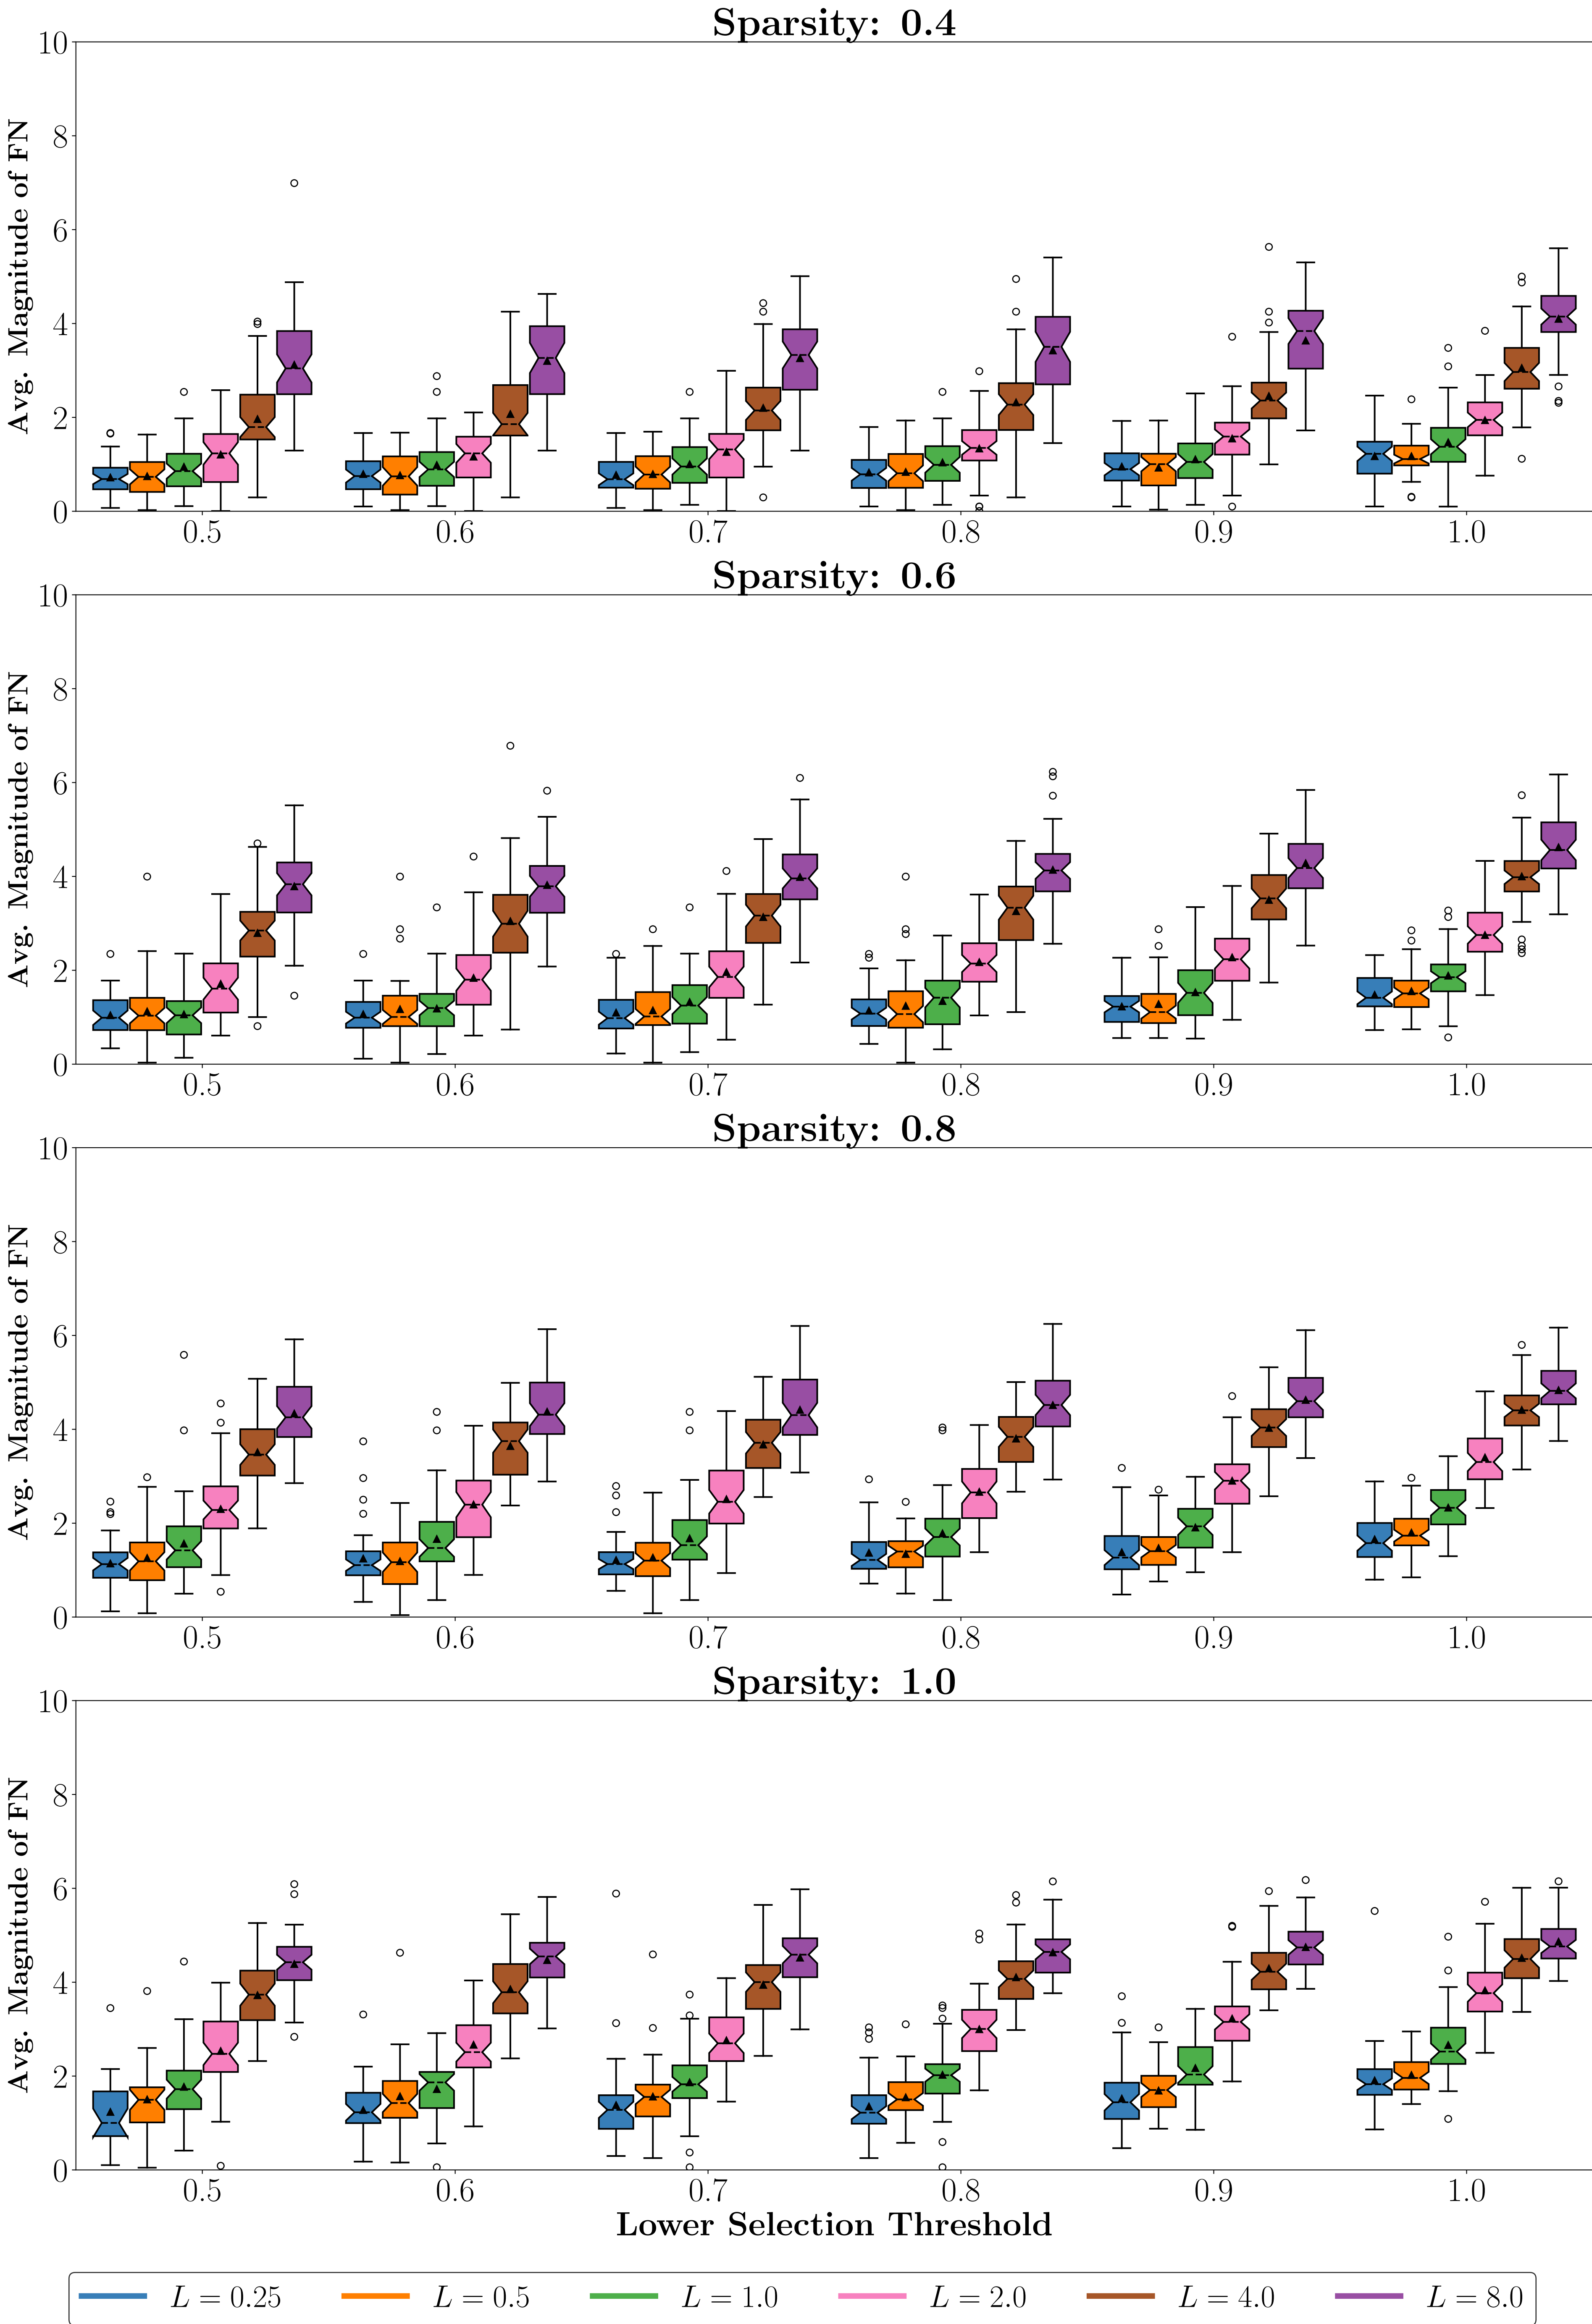 Sparsity: 0.4
Avg. Magnitude of FN
10
8
6
4
2
0
0.5 0.6 0.7 0.8 0.9 1.0
Sparsity: 0.6
Avg. Magnitude of FN
10
8
6
4
2
0
0.5 0.6 0.7 0.8 0.9 1.0
Sparsity: 0.8
Avg. Magnitude of FN
10
8
6
4
2
0
0.5 0.6 0.7 0.8 0.9 1.0
Sparsity: 1.0
Avg. Magnitude of FN
10
8
6
4
2
0
0.5 0.6 0.7 0.8 0.9 1.0
Lower Selection Threshold
L = 0.25 L = 0.5 L = 1.0 L = 2.0 L = 4.0 L = 8.0